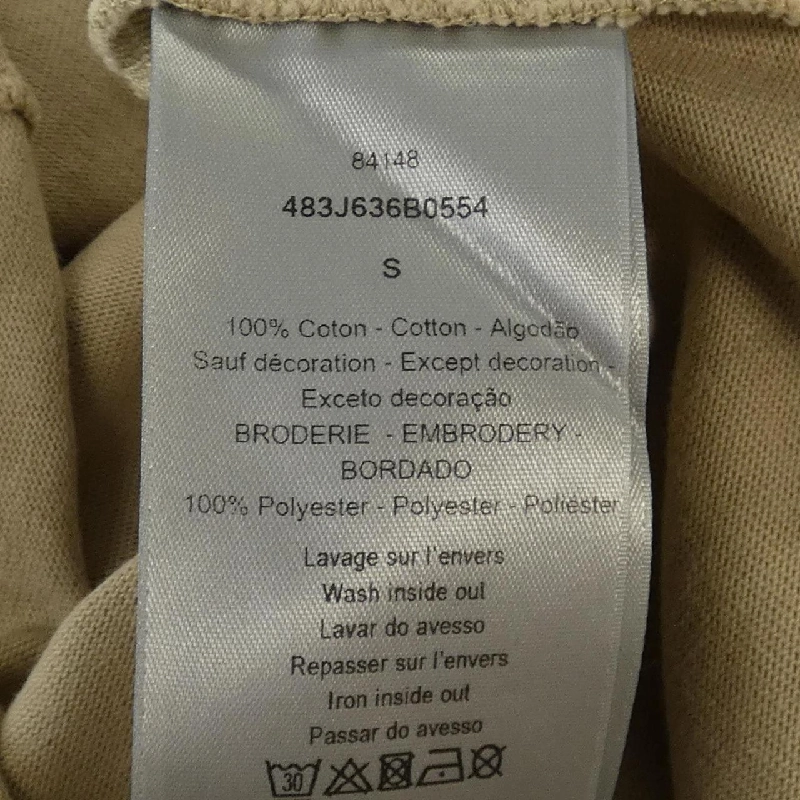 84148
483J636B0554
S
100% Coton - Cotton - Algodão
Sauf décoration - Except decoration -
Exceto decoração
BRODERIE - EMBRODERY -
BORDADO
100% Polyester - Polyester - Poliéster
Lavage sur l'envers
Wash inside out
Lavar do avesso
Repasser sur l'envers
Iron inside out
Passar do avesso
30